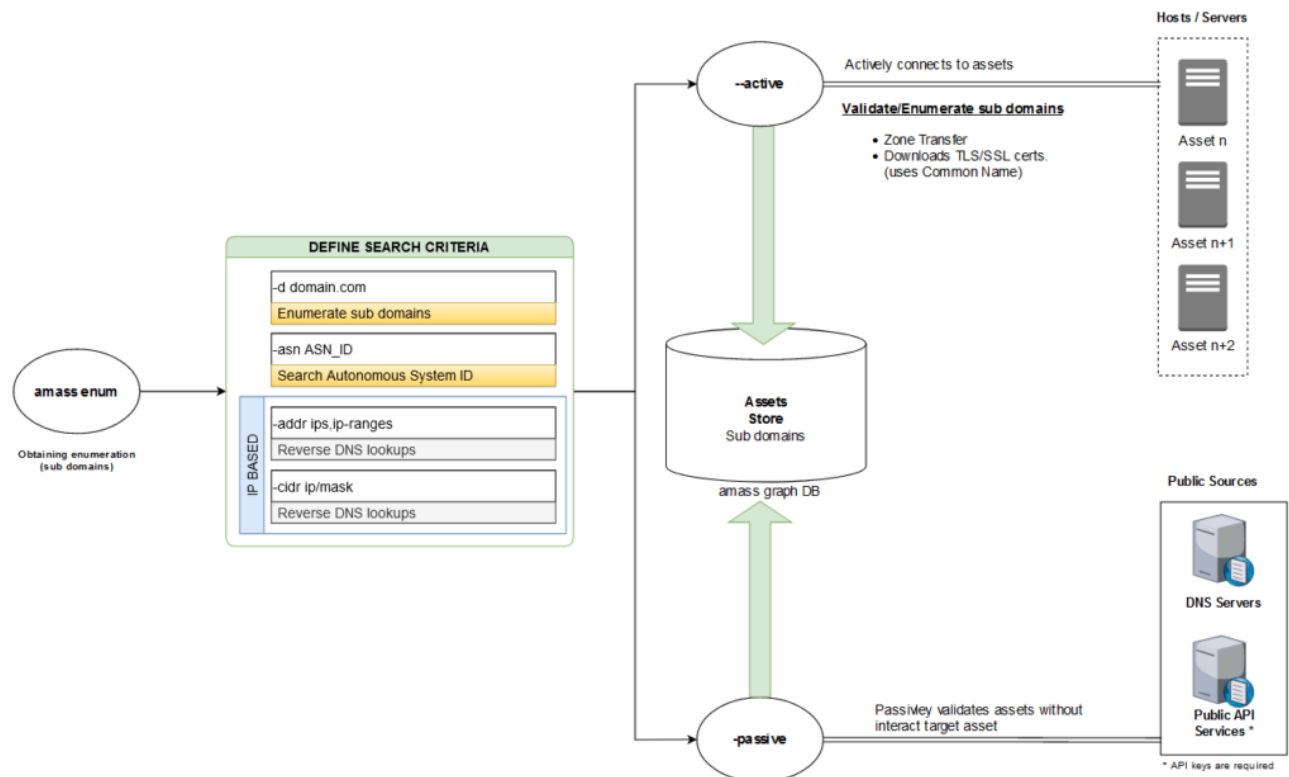 Hosts / Servers
--active
Actively connects to assets
Validate/Enumerate sub domains
• Zone Transfer
• Downloads TLS/SSL certs.
(uses Common Name)
Asset n
Asset n+1
Asset n+2
DEFINE SEARCH CRITERIA
-d domain.com
Enumerate sub domains
-asn ASN_ID
Search Autonomous System ID
IP BASED
-addr ips,ip-ranges
Reverse DNS lookups
-cidr ip/mask
Reverse DNS lookups
amass enum
Obtaining enumeration
(sub domains)
Assets
Store
Sub domains
amass graph DB
Public Sources
DNS Servers
Public API
Services *
* API keys are required
-passive
Passivley validates assets without
interact target asset